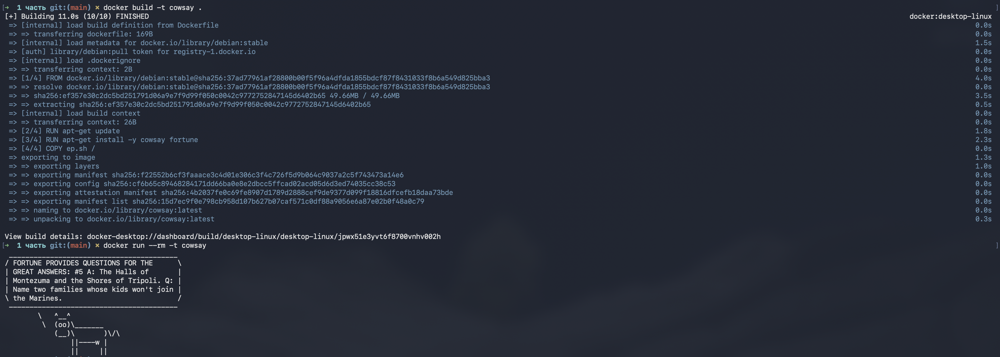 [➜  1 часть git:(main) × docker build -t cowsay . ]
[+] Building 11.0s (10/10) FINISHED docker:desktop-linux
=> [internal] load build definition from Dockerfile 0.0s
=> => transferring dockerfile: 169B 0.0s
=> [internal] load metadata for docker.io/library/debian:stable 1.5s
=> [auth] library/debian:pull token for registry-1.docker.io 0.0s
=> [internal] load .dockerignore 0.0s
=> => transferring context: 2B 0.0s
=> [1/4] FROM docker.io/library/debian:stable@sha256:37ad77961af28800b00f5f96a4dfda1855bdcf87f8431033f8b6a549d825bba3 4.0s
=> => resolve docker.io/library/debian:stable@sha256:37ad77961af28800b00f5f96a4dfda1855bdcf87f8431033f8b6a549d825bba3 0.0s
=> => sha256:ef357e30c2dc5bd251791d06a9e7f9d99f050c0042c9772752847145d6402b65 49.66MB / 49.66MB 3.5s
=> => extracting sha256:ef357e30c2dc5bd251791d06a9e7f9d99f050c0042c9772752847145d6402b65 0.5s
=> [internal] load build context 0.0s
=> => transferring context: 26B 0.0s
=> [2/4] RUN apt-get update 1.8s
=> [3/4] RUN apt-get install -y cowsay fortune 2.3s
=> [4/4] COPY ep.sh / 0.0s
=> exporting to image 1.3s
=> => exporting layers 1.0s
=> => exporting manifest sha256:f22552b6cf3faaace3c4d01e306c3f4c726f5d9b064c9037a2c5f743473a14e6 0.0s
=> => exporting config sha256:cf6b65c89468284171dd66ba0e8e2dbcc5ffcad02acd05d6d3ed74035cc38c53 0.0s
=> => exporting attestation manifest sha256:4b2037fe0c69fe8907d1789d2888cef9de9377d099f18816dfcefb18daa73bde 0.0s
=> => exporting manifest list sha256:15d7ec9f0e798cb958d107b627b07caf571c0df88a9056e6a87e02b0f48a0c79 0.0s
=> => naming to docker.io/library/cowsay:latest 0.0s
=> => unpacking to docker.io/library/cowsay:latest 0.3s
View build details: docker-desktop://dashboard/build/desktop-linux/desktop-linux/jpwx51e3yvt6f8700vnhv002h
[➜  1 часть git:(main) × docker run --rm -t cowsay ]
 _________________________________________
/ FORTUNE PROVIDES QUESTIONS FOR THE      \
| GREAT ANSWERS: #5 A: The Halls of       |
| Montezuma and the Shores of Tripoli. Q: |
| Name two families whose kids won't join |
\ the Marines.                            /
 -----------------------------------------
        \   ^__^
         \  (oo)\_______
            (__)\       )\/\
                ||----w |
                ||     ||